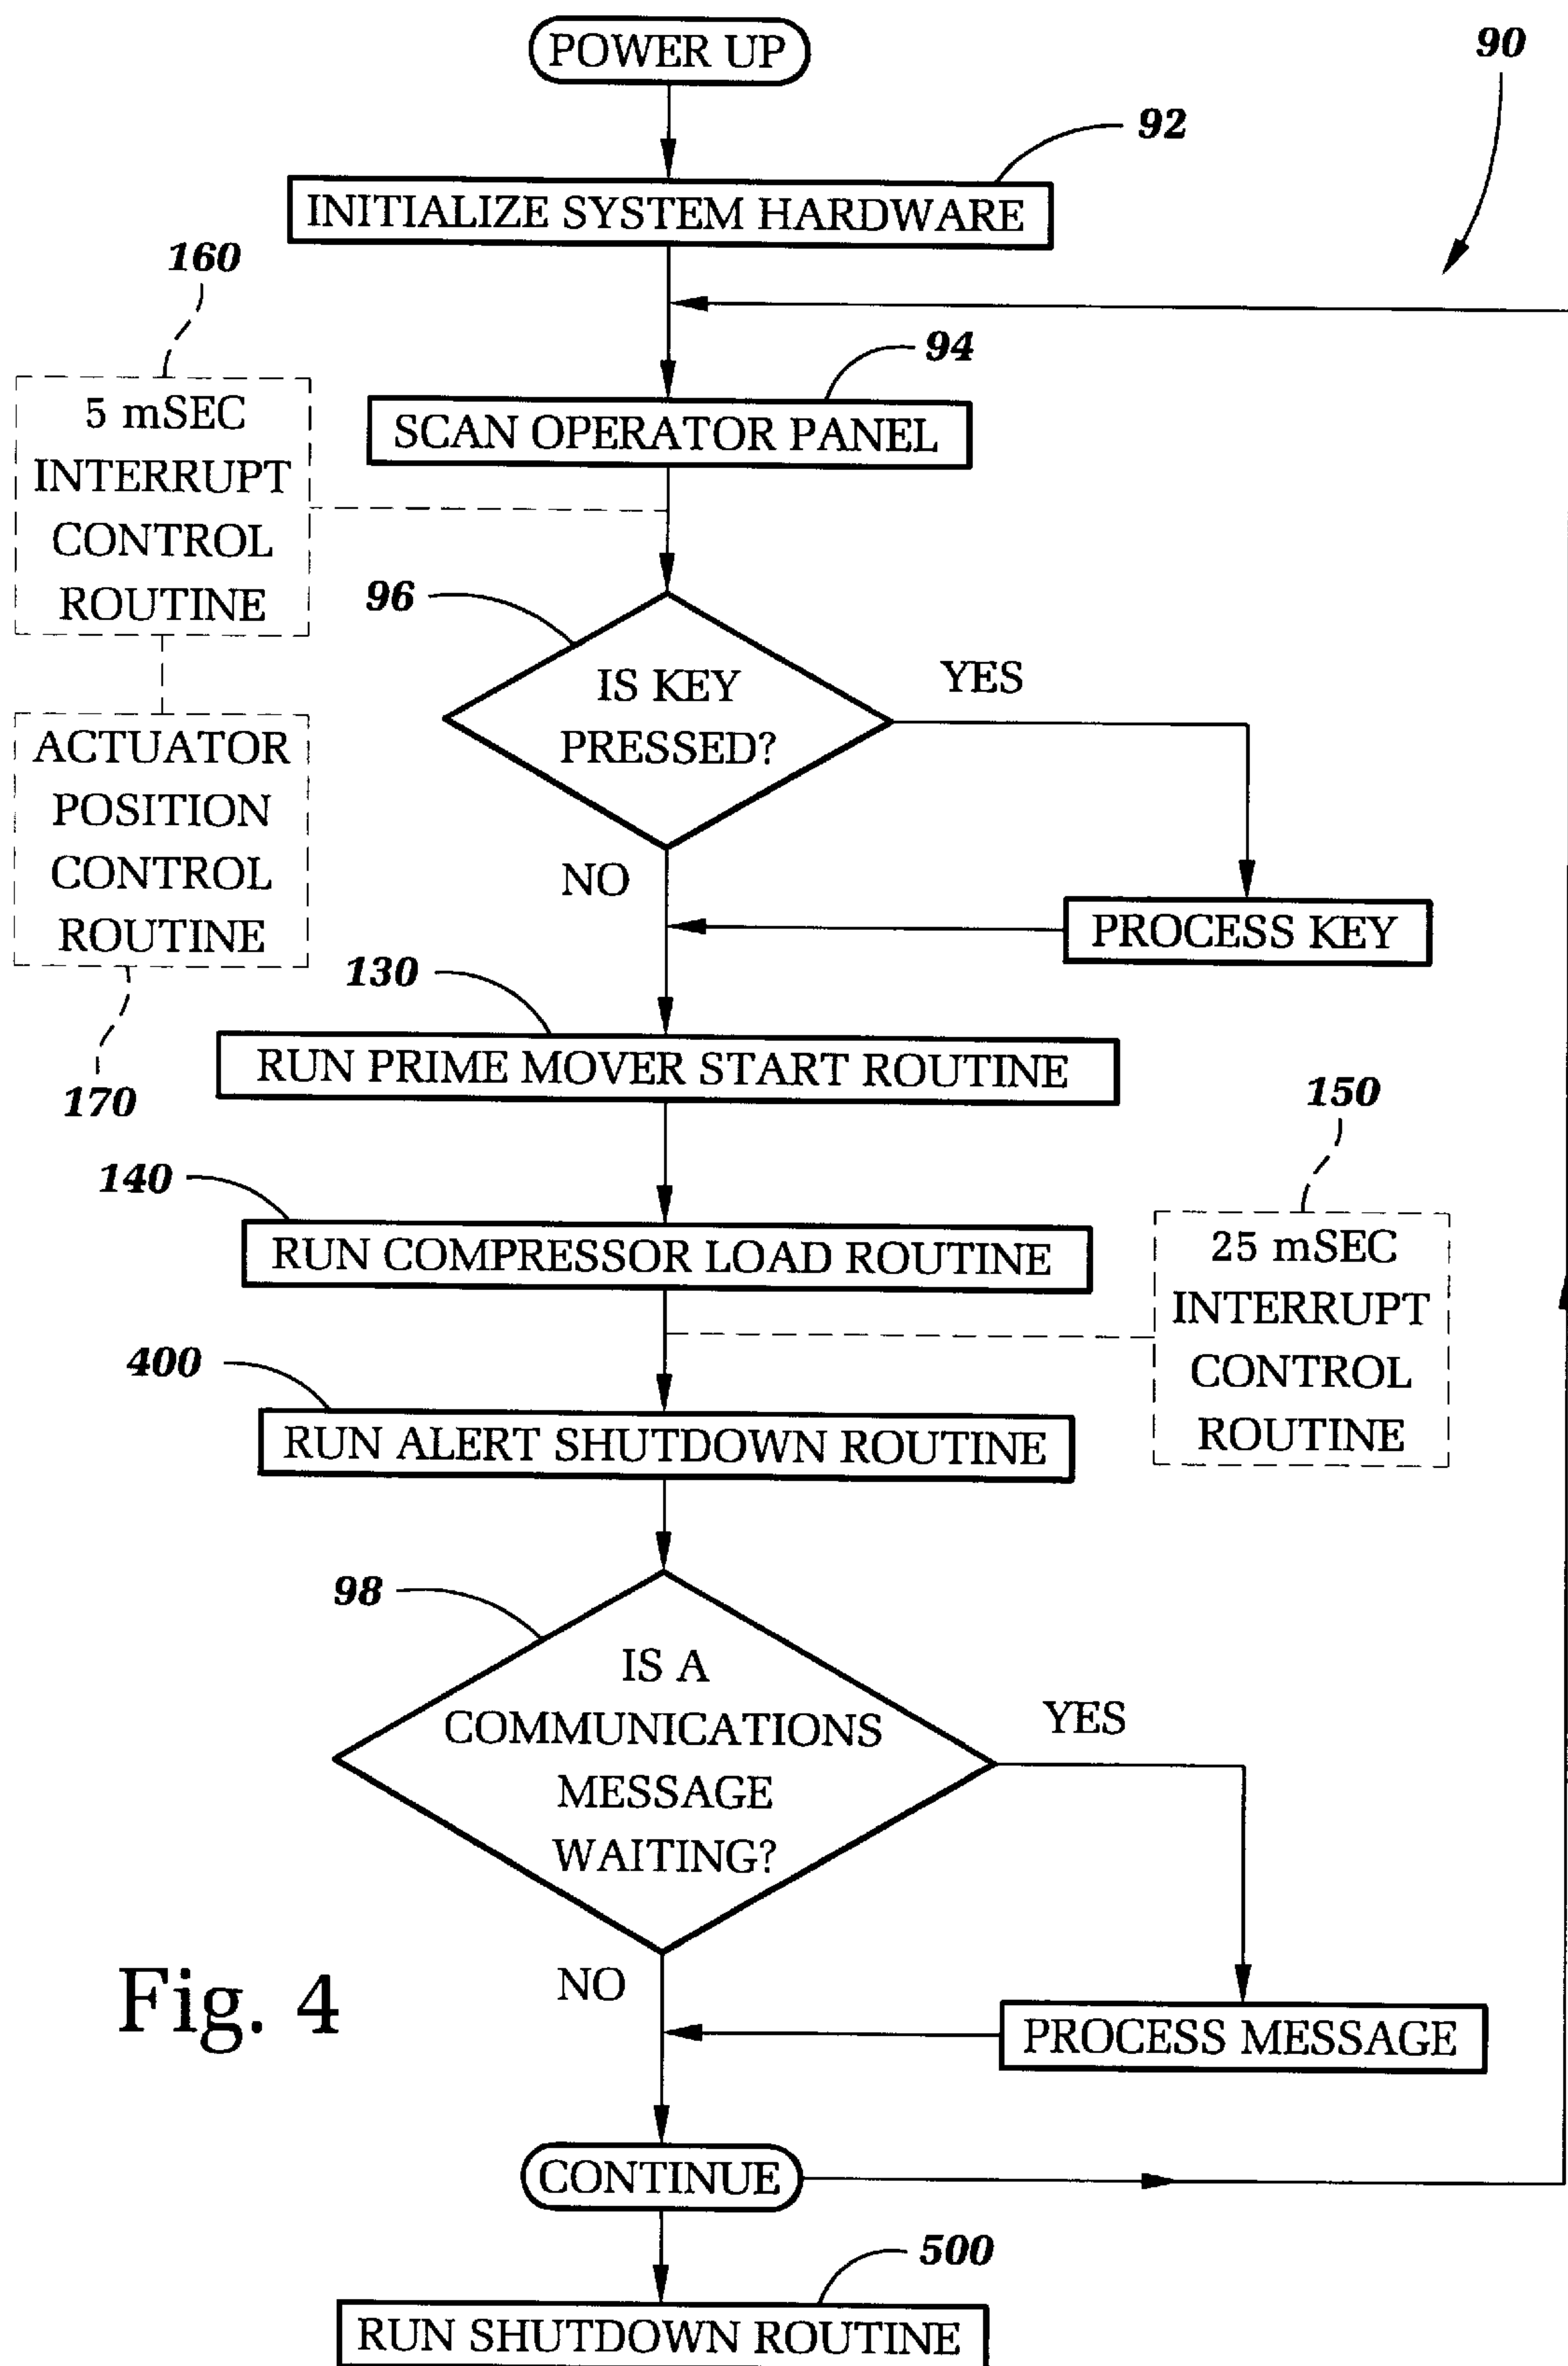 POWER UP
90
92
INITIALIZE SYSTEM HARDWARE
160
94
5 mSEC
INTERRUPT
CONTROL
ROUTINE
SCAN OPERATOR PANEL
96
IS KEY
PRESSED?
YES
ACTUATOR
POSITION
CONTROL
ROUTINE
NO
PROCESS KEY
130
170
RUN PRIME MOVER START ROUTINE
150
140
RUN COMPRESSOR LOAD ROUTINE
25 mSEC
INTERRUPT
CONTROL
ROUTINE
400
RUN ALERT SHUTDOWN ROUTINE
98
IS A
COMMUNICATIONS
MESSAGE
WAITING?
YES
NO
Fig. 4
PROCESS MESSAGE
CONTINUE
500
RUN SHUTDOWN ROUTINE